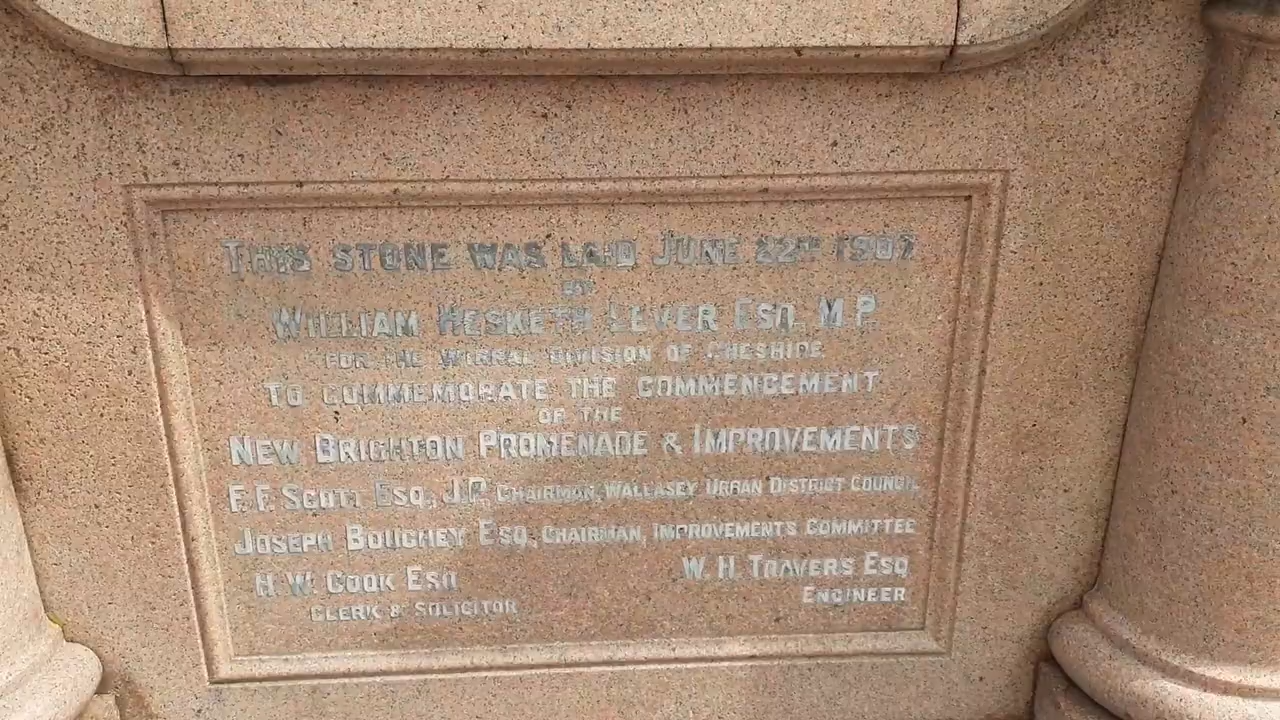 THIS STONE WAS LAID JUNE 22ND 1907
BY
WILLIAM HESKETH LEVER ESQ. M.P.
FOR THE WIRRAL DIVISION OF CHESHIRE
TO COMMEMORATE THE COMMENCEMENT
OF THE
NEW BRIGHTON PROMENADE & IMPROVEMENTS
F.F. SCOTT ESQ, J.P, CHAIRMAN, WALLASEY URBAN DISTRICT COUNCIL
JOSEPH BOUGHEY ESQ, CHAIRMAN, IMPROVEMENTS COMMITTEE
H.W. COOK ESQ W.H. TRAVERS ESQ
CLERK & SOLICITOR ENGINEER